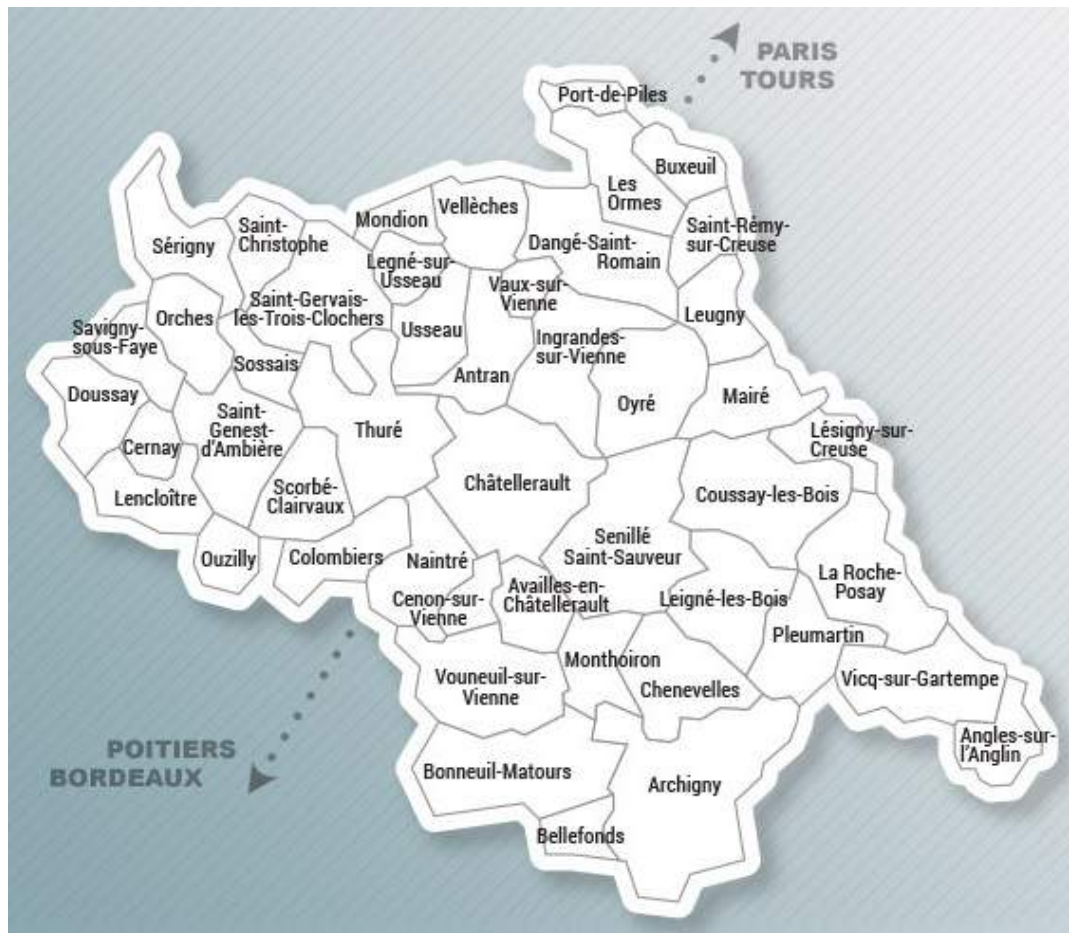 PARIS
TOURS
Port-de-Piles
Buxeuil
Les
Ormes
Vellèches
Mondion
Saint-
Christophe
Sérigny
Saint-Rémy-
sur-Creuse
Dangé-Saint-
Romain
Legné-sur-
Usseau
Vaux-sur-
Vienne
Saint-Gervais-
les-Trois-Clochers
Orches
Leugny
Savigny-
sous-Faye
Usseau
Ingrandes-
sur-Vienne
Sossais
Antran
Doussay
Mairé
Oyré
Saint-
Genest-
d'Ambière
Thuré
Lésigny-sur-
Creuse
Cernay
Châtellerault
Scorbé-
Clairvaux
Lencloître
Coussay-les-Bois
Senillé
Saint-Sauveur
Ouzilly
Colombiers
Naintré
La Roche-
Posay
Availles-en-
Châtellerault
Cenon-sur-
Vienne
Leigné-les-Bois
Pleumartin
Monthoiron
Vouneuil-sur-
Vienne
Chenevelles
Vicq-sur-Gartempe
Angles-sur-
l'Anglin
POITIERS
BORDEAUX
Bonneuil-Matours
Archigny
Bellefonds